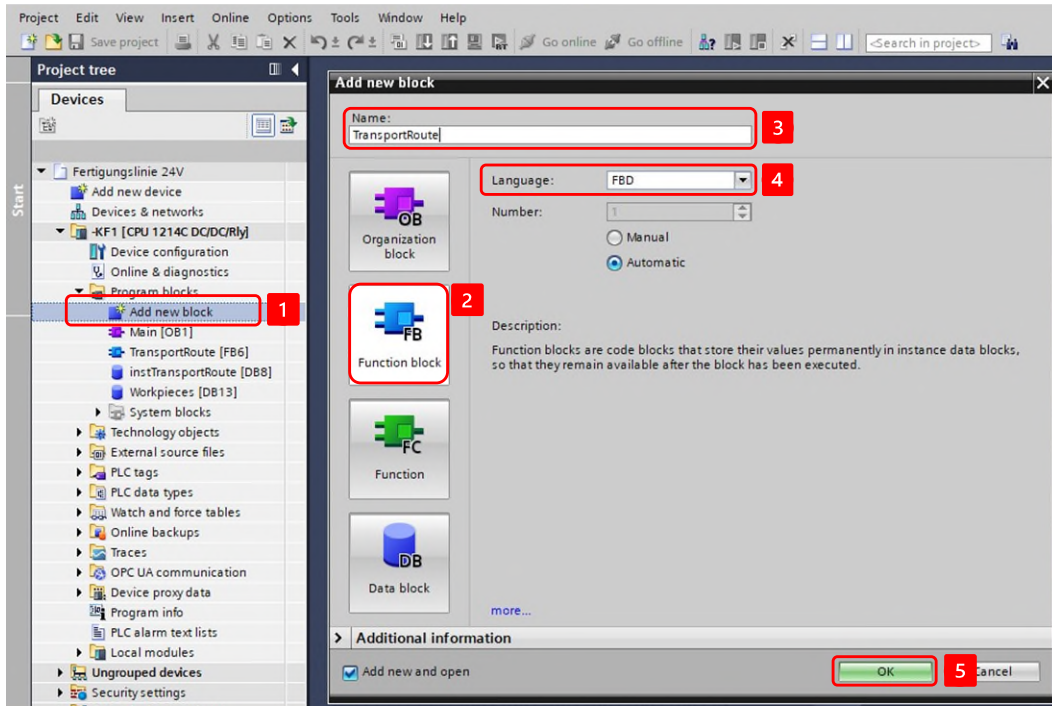 Project Edit View Insert Online Options Tools Window Help
Save project Go online Go offline <Search in project>
Start
Project tree
Devices
Fertigungslinie 24V
Add new device
Devices & networks
-KF1 [CPU 1214C DC/DC/Rly]
Device configuration
Online & diagnostics
Program blocks
Add new block
1
Main [OB1]
TransportRoute [FB6]
instTransportRoute [DB8]
Workpieces [DB13]
System blocks
Technology objects
External source files
PLC tags
PLC data types
Watch and force tables
Online backups
Traces
OPC UA communication
Device proxy data
Program info
PLC alarm text lists
Local modules
Ungrouped devices
Security settings
Add new block
Name:
TransportRoute
3
OB
Organization
block
FB
Function block
2
FC
Function
DB
Data block
Language: FBD
4
Number: 1
Manual
Automatic
Description:
Function blocks are code blocks that store their values permanently in instance data blocks,
so that they remain available after the block has been executed.
more...
Additional information
Add new and open
OK
5
ancel